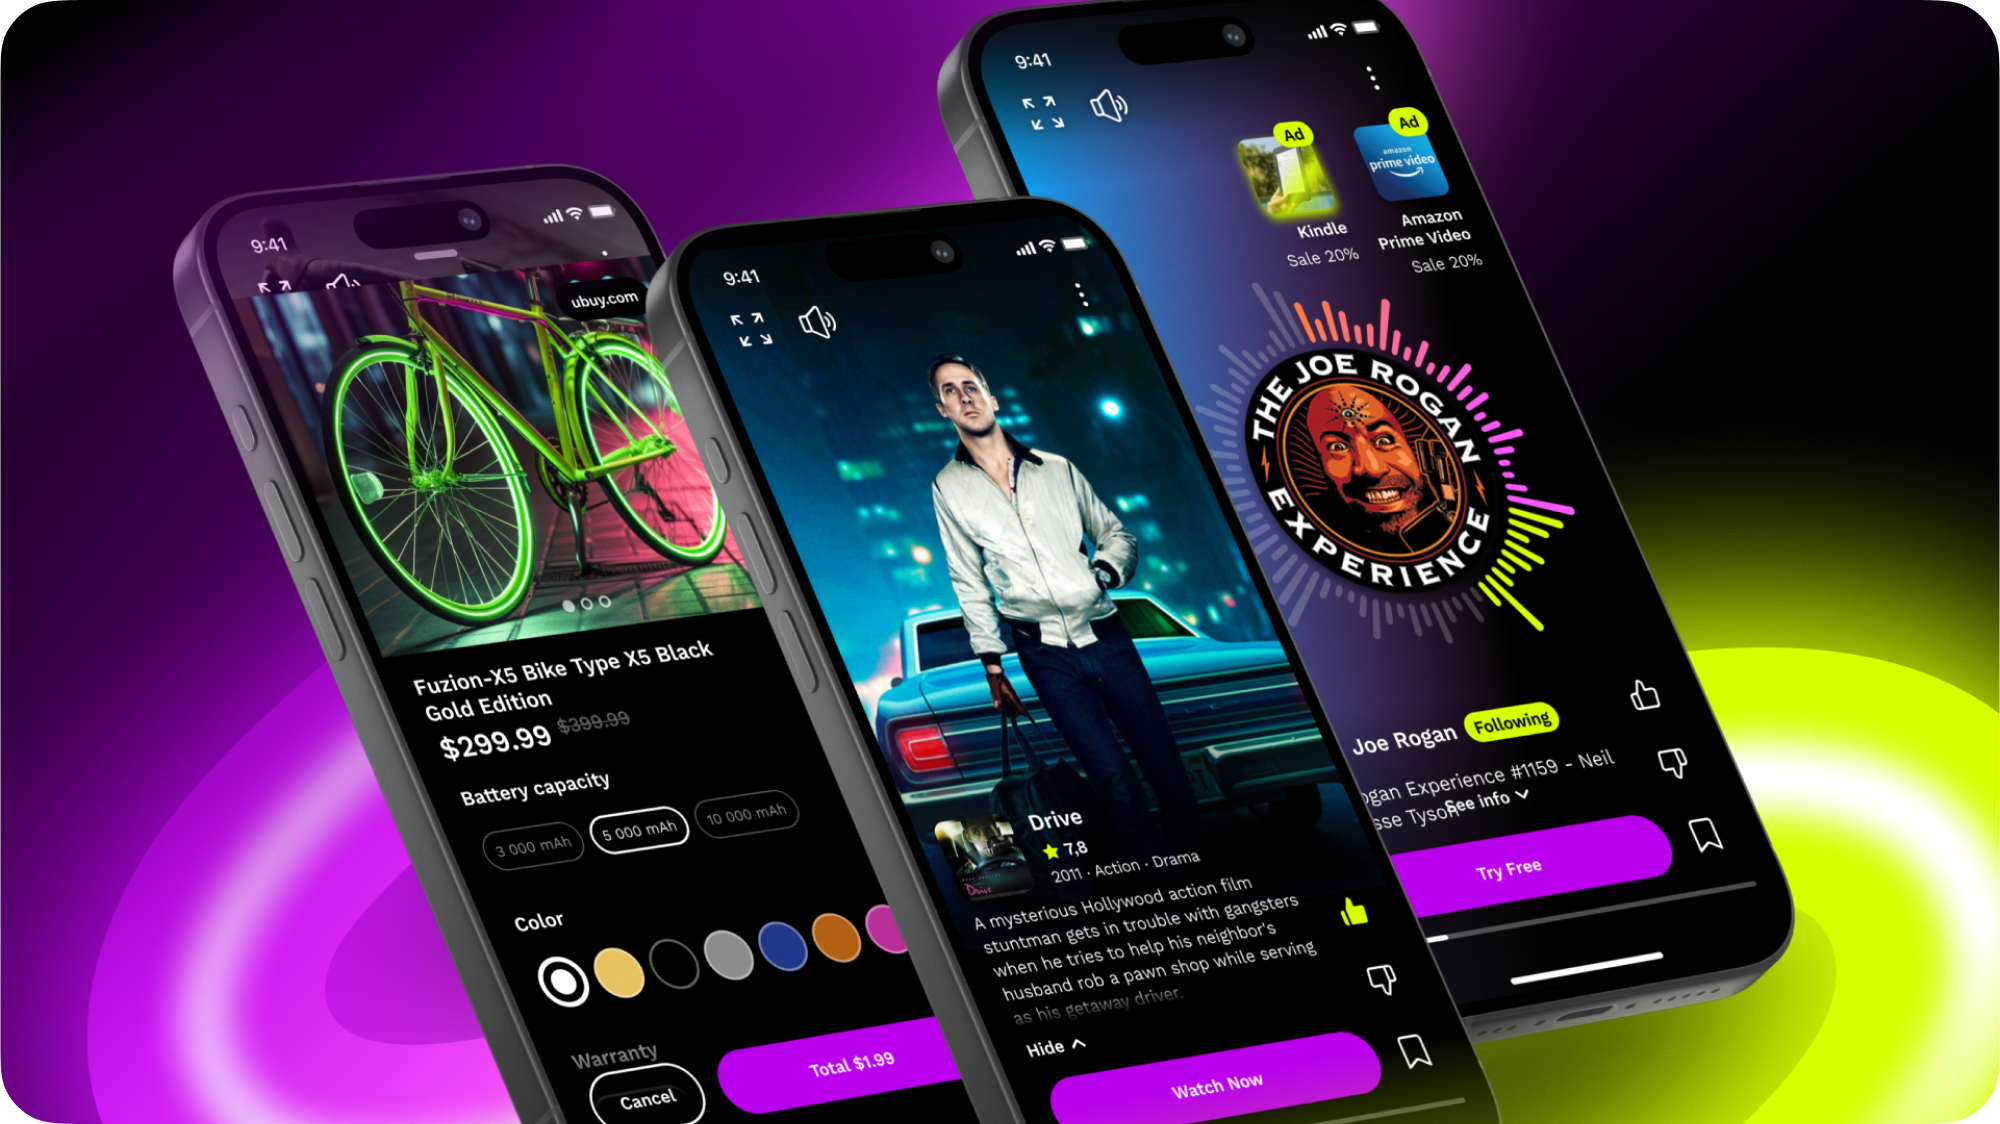 9:41
ubuy.com
Fuzion-X5 Bike Type X5 Black
Gold Edition
$299.99 $399.99
Battery capacity
3 000 mAh
5 000 mAh
10 000 mAh
Color
Warranty
Cancel
Total $1.99
9:41
Drive
Drive
7,8
2011 · Action · Drama
A mysterious Hollywood action film
stuntman gets in trouble with gangsters
when he tries to help his neighbor's
husband rob a pawn shop while serving
as his getaway driver.
Hide
Watch Now
9:41
Ad
Kindle
Sale 20%
Ad
amazon
prime video
Amazon
Prime Video
Sale 20%
THE JOE ROGAN
EXPERIENCE
Joe Rogan
Following
ogan Experience #1159 - Neil
sse Tyson
See info
Try Free